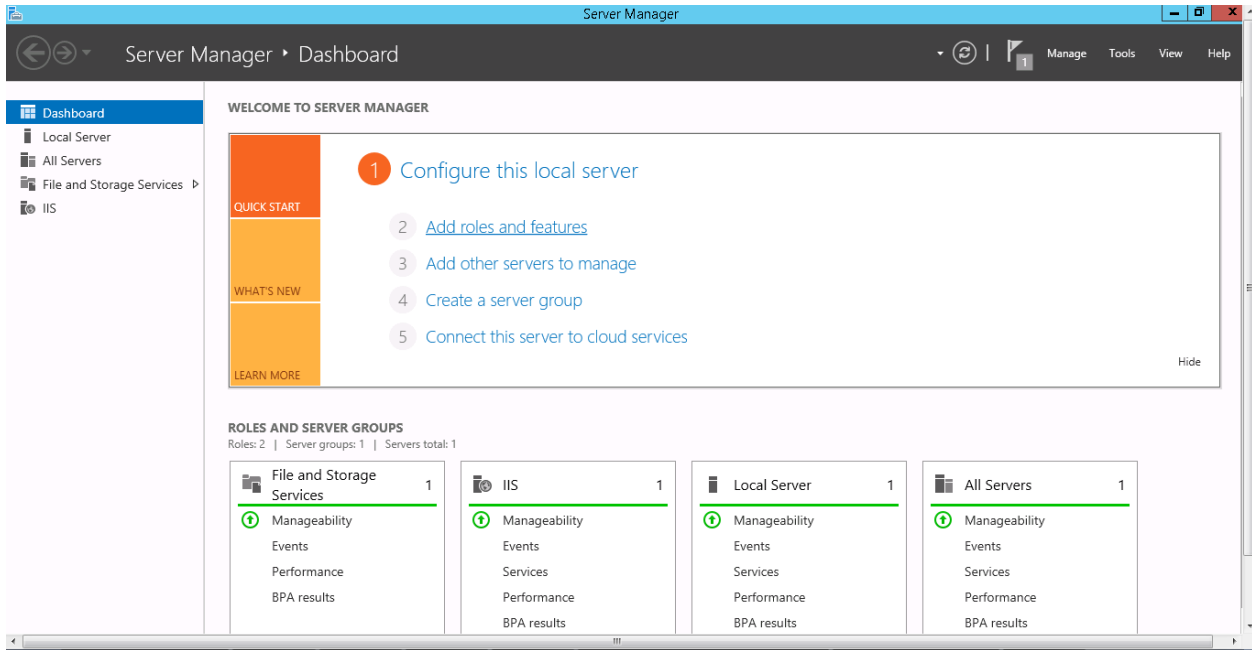 Server Manager
Server Manager ‣ Dashboard
1
Manage Tools View Help
Dashboard
Local Server
All Servers
File and Storage Services
IIS
WELCOME TO SERVER MANAGER
QUICK START
WHAT'S NEW
LEARN MORE
1 Configure this local server
2 Add roles and features
3 Add other servers to manage
4 Create a server group
5 Connect this server to cloud services
Hide
ROLES AND SERVER GROUPS
Roles: 2 | Server groups: 1 | Servers total: 1
File and Storage
Services 1
Manageability
Events
Performance
BPA results
IIS 1
Manageability
Events
Services
Performance
BPA results
Local Server 1
Manageability
Events
Services
Performance
BPA results
All Servers 1
Manageability
Events
Services
Performance
BPA results